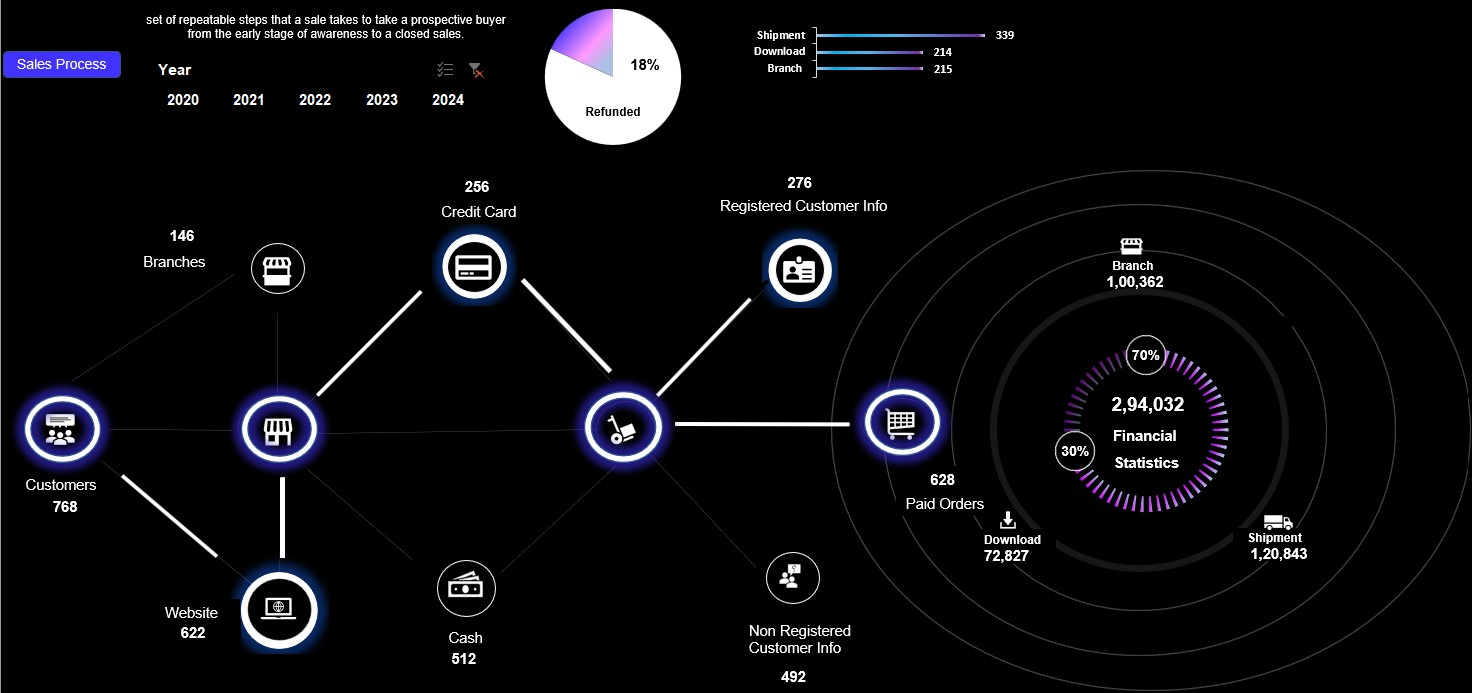 set of repeatable steps that a sale takes to take a prospective buyer
from the early stage of awareness to a closed sales.
Sales Process
Year
2020 2021 2022 2023 2024
18%
Refunded
Shipment 339
Download 214
Branch 215
256
Credit Card
276
Registered Customer Info
146
Branches
Branch
1,00,362
70%
2,94,032
Financial
Statistics
30%
Customers
768
628
Paid Orders
Download
72,827
Shipment
1,20,843
Website
622
Cash
512
Non Registered
Customer Info
492